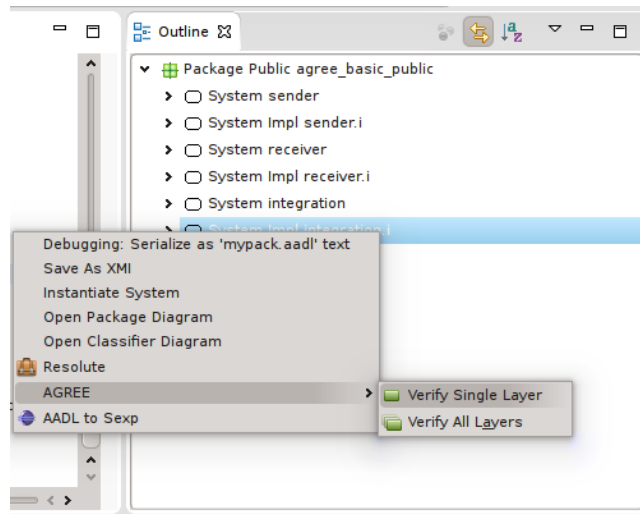 Outline
Package Public agree_basic_public
System sender
System Impl sender.i
System receiver
System Impl receiver.i
System integration
System Impl integration.i
Debugging: Serialize as 'mypack.aadl' text
Save As XMI
Instantiate System
Open Package Diagram
Open Classifier Diagram
Resolute
AGREE
AADL to Sexp
Verify Single Layer
Verify All Layers